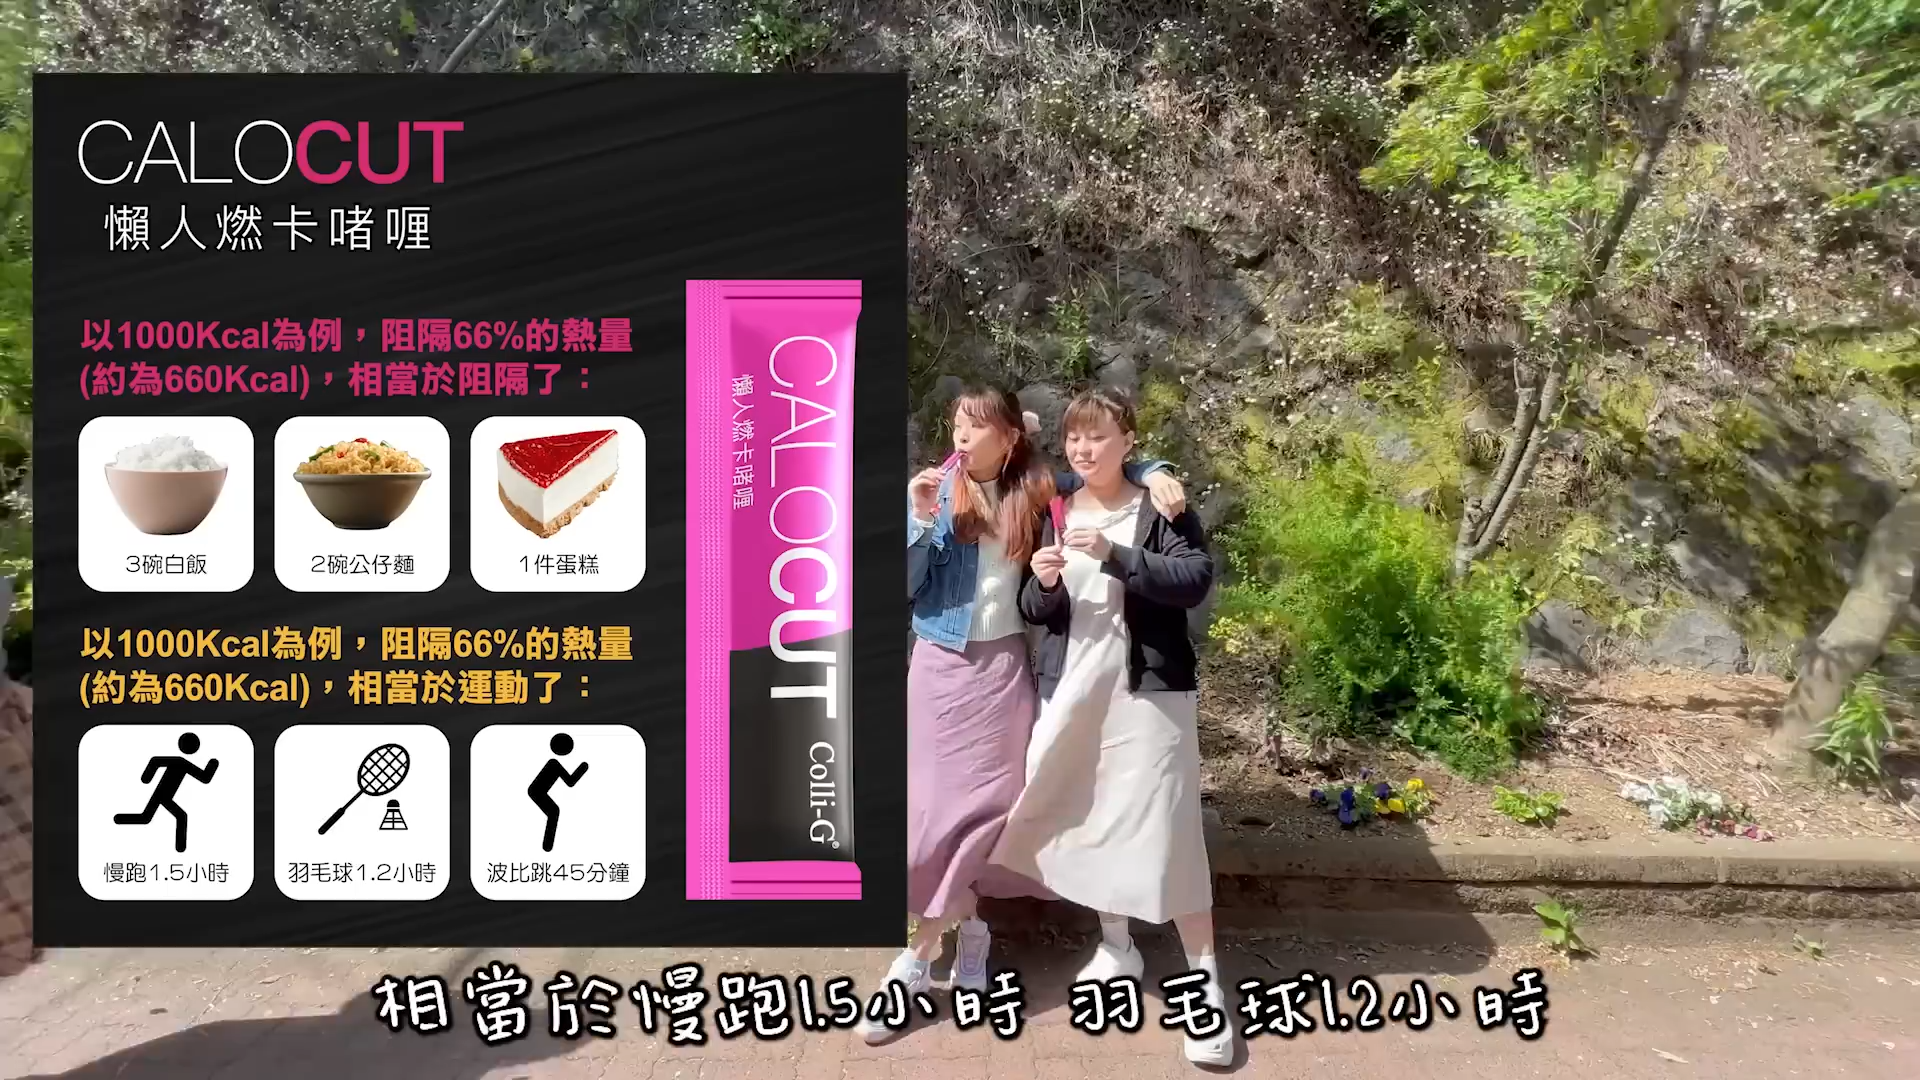 CALOCUT
懶人燃卡啫喱
以1000Kcal為例，阻隔66%的熱量
(約為660Kcal)，相當於阻隔了：
3碗白飯
2碗公仔麵
1件蛋糕
以1000Kcal為例，阻隔66%的熱量
(約為660Kcal)，相當於運動了：
慢跑1.5小時
羽毛球1.2小時
波比跳45分鐘
CALOCUT
懶人燃卡啫喱
Colli-G®
相當於慢跑1.5小時 羽毛球1.2小時